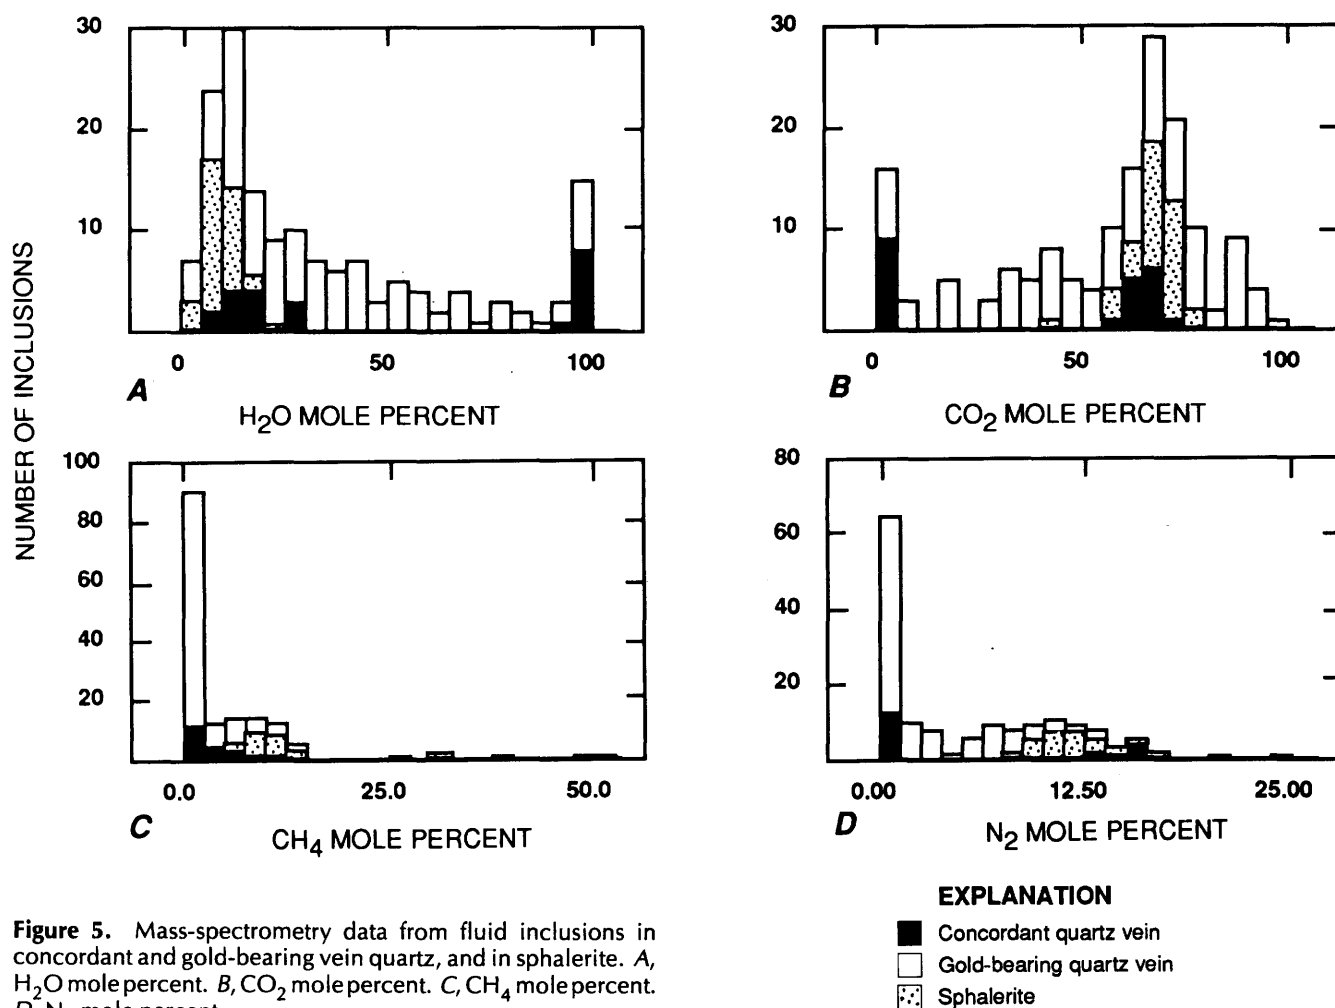 NUMBER OF INCLUSIONS
30
20
10
0 50 100
A
H2O MOLE PERCENT
30
20
10
0 50 100
B
CO2 MOLE PERCENT
100
80
60
40
20
0.0 25.0 50.0
C
CH4 MOLE PERCENT
80
60
40
20
0.00 12.50 25.00
D
N2 MOLE PERCENT
Figure 5. Mass-spectrometry data from fluid inclusions in
concordant and gold-bearing vein quartz, and in sphalerite. A,
H2O mole percent. B, CO2 mole percent. C, CH4 mole percent.
EXPLANATION
Concordant quartz vein
Gold-bearing quartz vein
Sphalerite